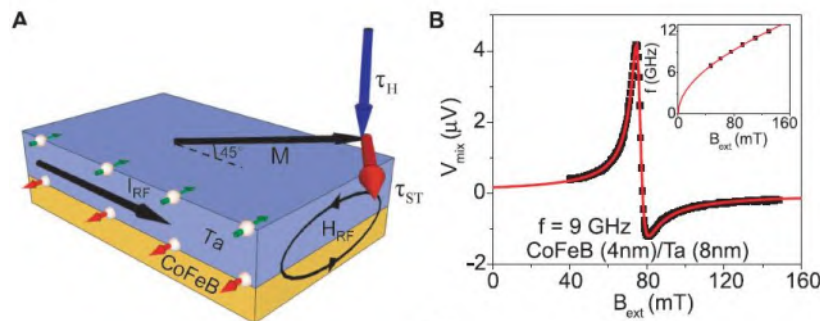 A
τH
45°
M
IRF
τST
HRF
Ta
CoFeB
B
4
2
0
-2
Vmix (μV)
0 40 80 120 160
Bext (mT)
f = 9 GHz
CoFeB (4nm)/Ta (8nm)
12
6
0
f (GHz)
0 80 160
Bext (mT)